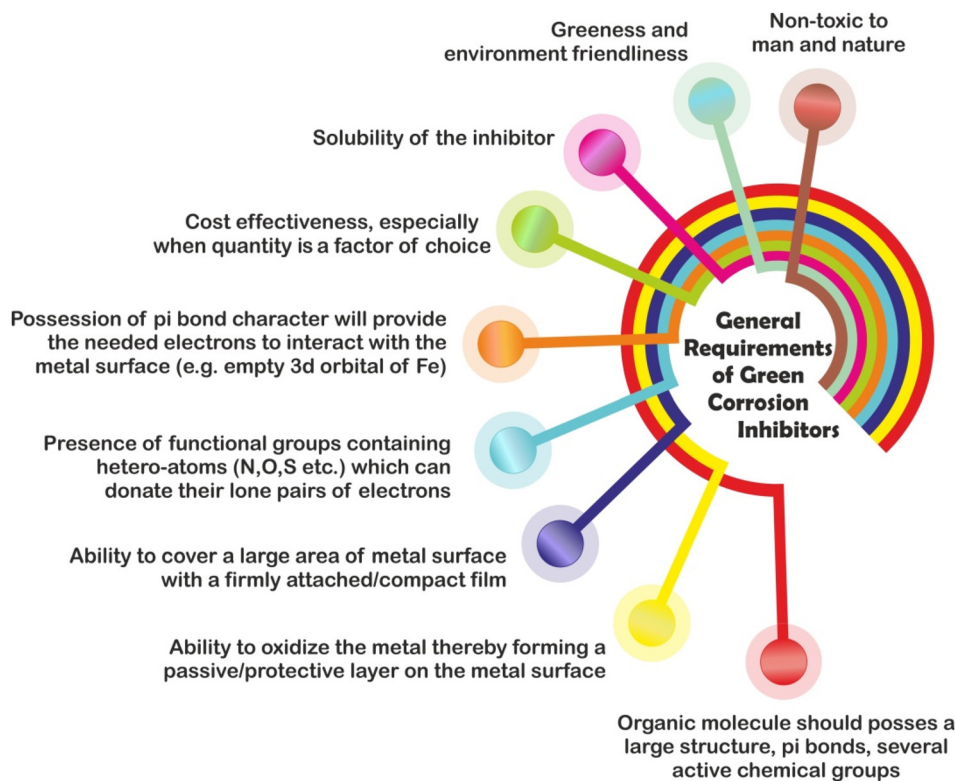 Non-toxic to
man and nature
Greeness and
environment friendliness
Solubility of the inhibitor
Cost effectiveness, especially
when quantity is a factor of choice
Possession of pi bond character will provide
the needed electrons to interact with the
metal surface (e.g. empty 3d orbital of Fe)
Presence of functional groups containing
hetero-atoms (N,O,S etc.) which can
donate their lone pairs of electrons
Ability to cover a large area of metal surface
with a firmly attached/compact film
Ability to oxidize the metal thereby forming a
passive/protective layer on the metal surface
Organic molecule should posses a
large structure, pi bonds, several
active chemical groups
General
Requirements
of Green
Corrosion
Inhibitors